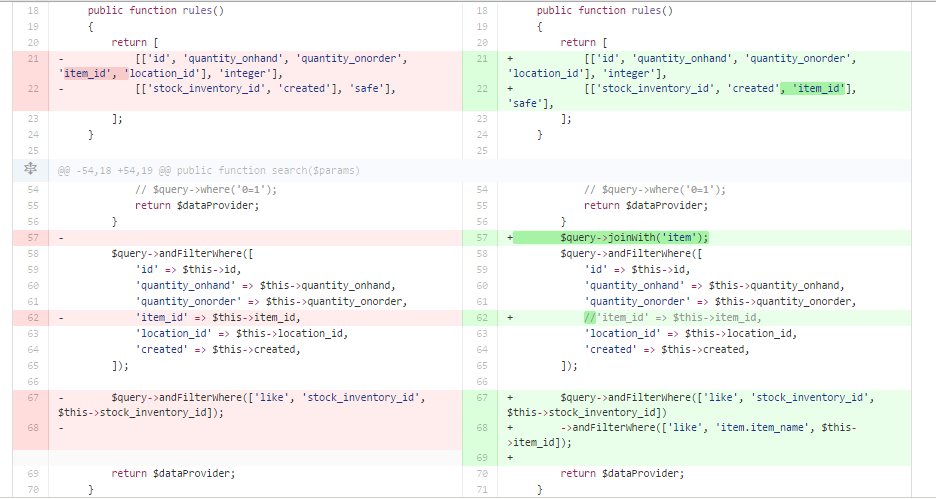 18 public function rules()
19 {
20 return [
21 - [['id', 'quantity_onhand', 'quantity_onorder',
'item_id', 'location_id'], 'integer'],
22 - [['stock_inventory_id', 'created'], 'safe'],
23 ];
24 }
25
@@ -54,18 +54,19 @@ public function search($params)
54 // $query->where('0=1');
55 return $dataProvider;
56 }
57 -
58 $query->andFilterWhere([
59 'id' => $this->id,
60 'quantity_onhand' => $this->quantity_onhand,
61 'quantity_onorder' => $this->quantity_onorder,
62 - 'item_id' => $this->item_id,
63 'location_id' => $this->location_id,
64 'created' => $this->created,
65 ]);
66
67 - $query->andFilterWhere(['like', 'stock_inventory_id',
$this->stock_inventory_id]);
68 -
69 return $dataProvider;
70 }
18 public function rules()
19 {
20 return [
21 + [['id', 'quantity_onhand', 'quantity_onorder',
'location_id'], 'integer'],
22 + [['stock_inventory_id', 'created', 'item_id'],
'safe'],
23 ];
24 }
25
54 // $query->where('0=1');
55 return $dataProvider;
56 }
57 + $query->joinWith('item');
58 $query->andFilterWhere([
59 'id' => $this->id,
60 'quantity_onhand' => $this->quantity_onhand,
61 'quantity_onorder' => $this->quantity_onorder,
62 + //'item_id' => $this->item_id,
63 'location_id' => $this->location_id,
64 'created' => $this->created,
65 ]);
66
67 + $query->andFilterWhere(['like', 'stock_inventory_id',
$this->stock_inventory_id])
68 + ->andFilterWhere(['like', 'item.item_name', $this-
>item_id]);
69 +
70 return $dataProvider;
71 }